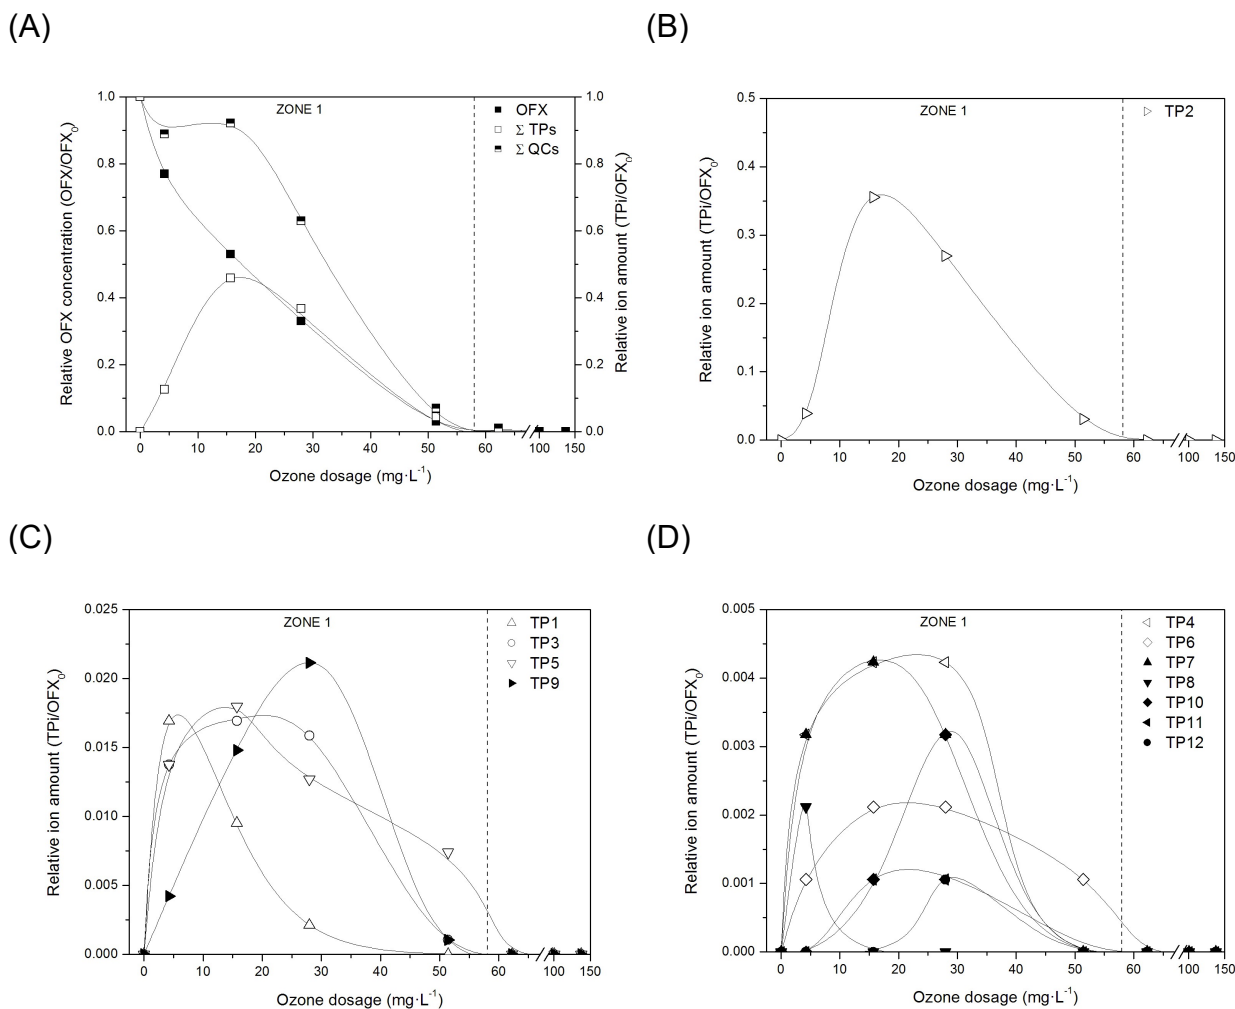 (A)
ZONE 1
OFX
Σ TPs
Σ QCs
1.0
0.8
0.6
0.4
0.2
0.0
1.0
0.8
0.6
0.4
0.2
0.0
0 10 20 30 40 50 60 100 150
Relative OFX concentration (OFX/OFX₀)
Relative ion amount (TPi/OFX₀)
Ozone dosage (mg·L⁻¹)
(B)
ZONE 1
TP2
0.5
0.4
0.3
0.2
0.1
0.0
0 10 20 30 40 50 60 100 150
Relative ion amount (TPi/OFX₀)
Ozone dosage (mg·L⁻¹)
(C)
ZONE 1
TP1
TP3
TP5
TP9
0.025
0.020
0.015
0.010
0.005
0.000
0 10 20 30 40 50 60 100 150
Relative ion amount (TPi/OFX₀)
Ozone dosage (mg·L⁻¹)
(D)
ZONE 1
TP4
TP6
TP7
TP8
TP10
TP11
TP12
0.005
0.004
0.003
0.002
0.001
0.000
0 10 20 30 40 50 60 100 150
Relative ion amount (TPi/OFX₀)
Ozone dosage (mg·L⁻¹)